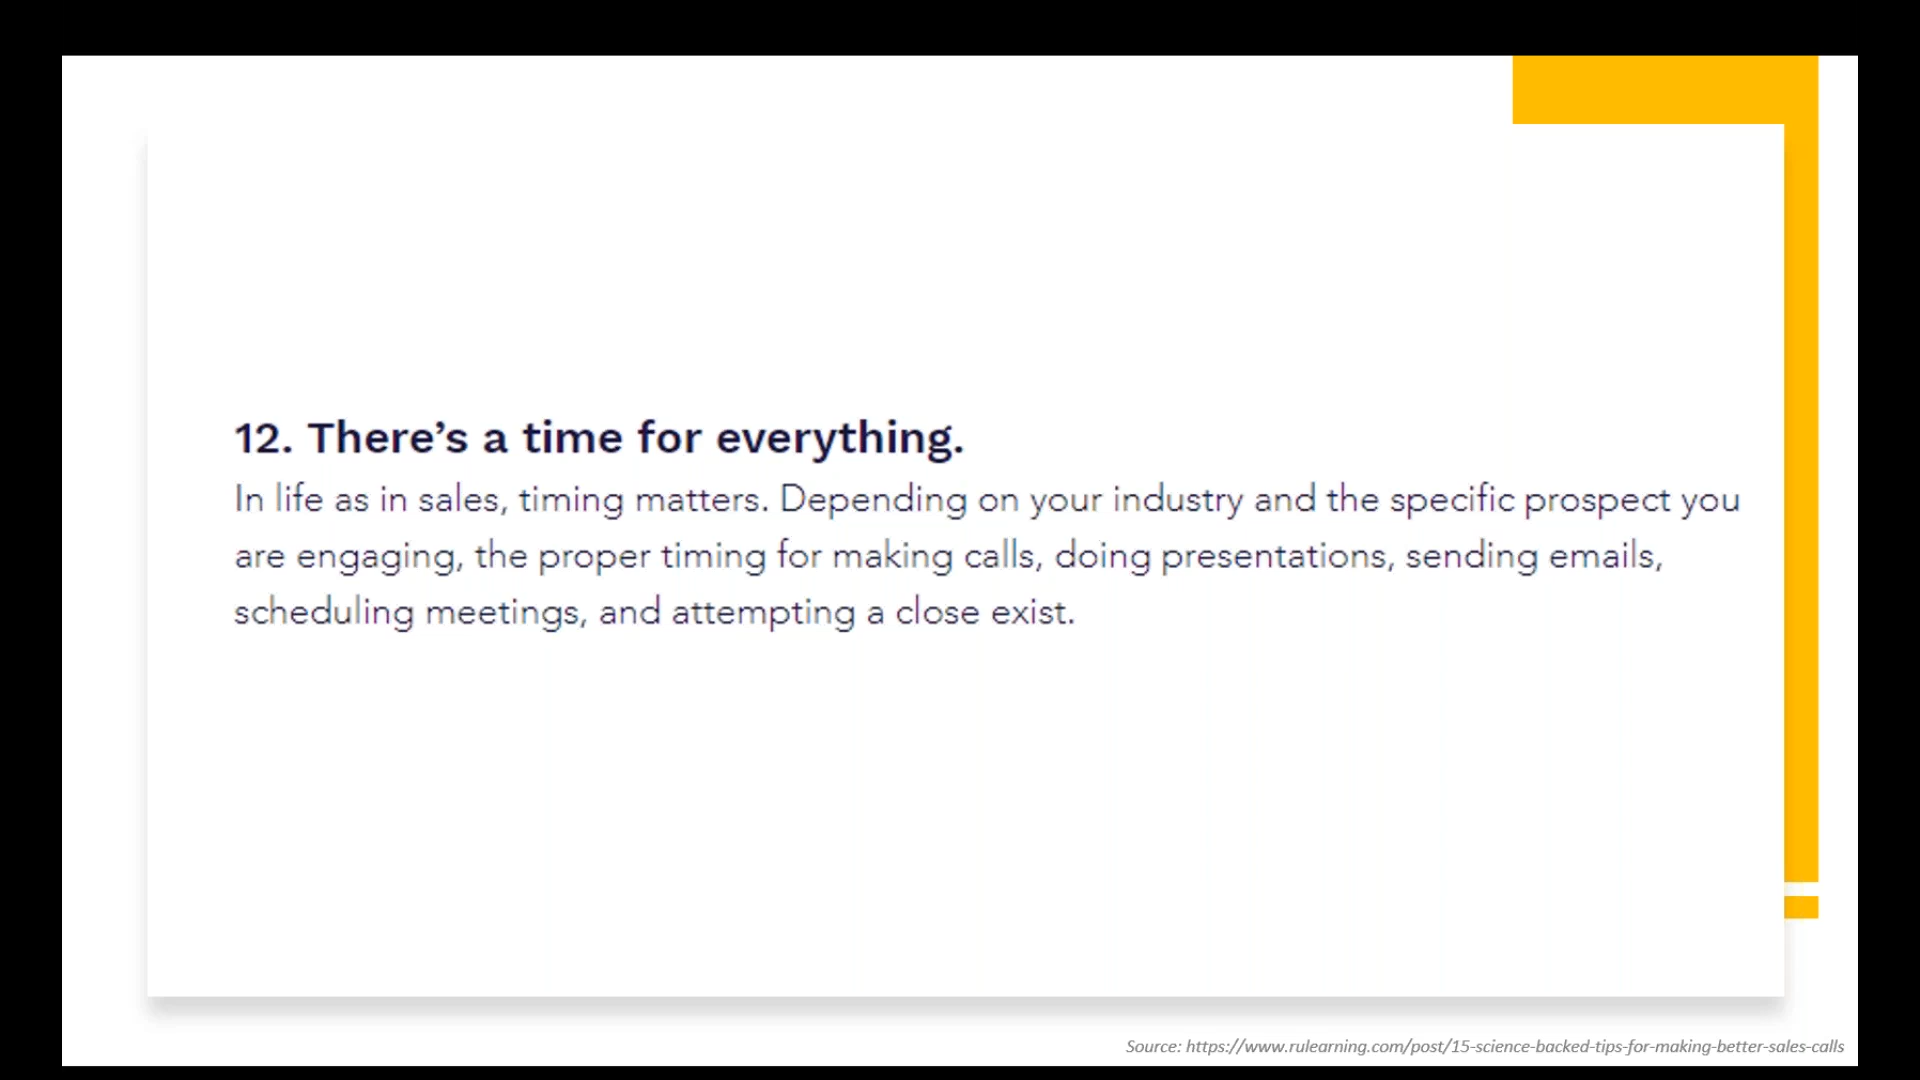 12. There’s a time for everything.
In life as in sales, timing matters. Depending on your industry and the specific prospect you
are engaging, the proper timing for making calls, doing presentations, sending emails,
scheduling meetings, and attempting a close exist.
Source: https://www.rulearning.com/post/15-science-backed-tips-for-making-better-sales-calls